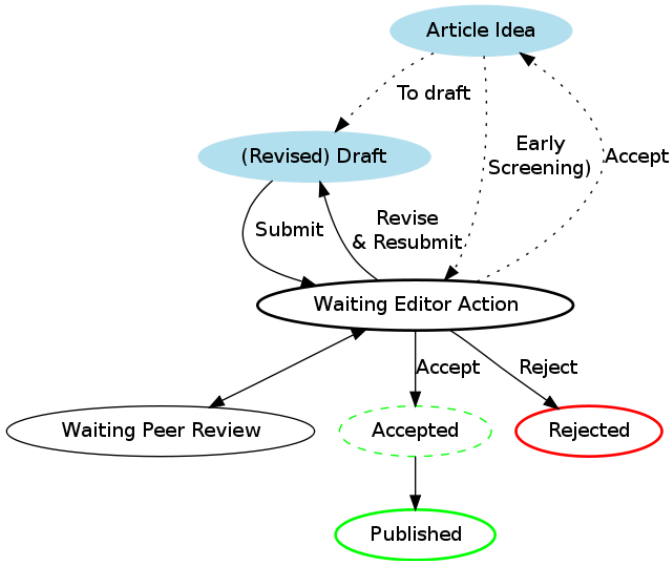 Article Idea
To draft
Early
Screening)
Accept
(Revised) Draft
Submit
Revise
& Resubmit
Waiting Editor Action
Accept
Reject
Waiting Peer Review
Accepted
Rejected
Published